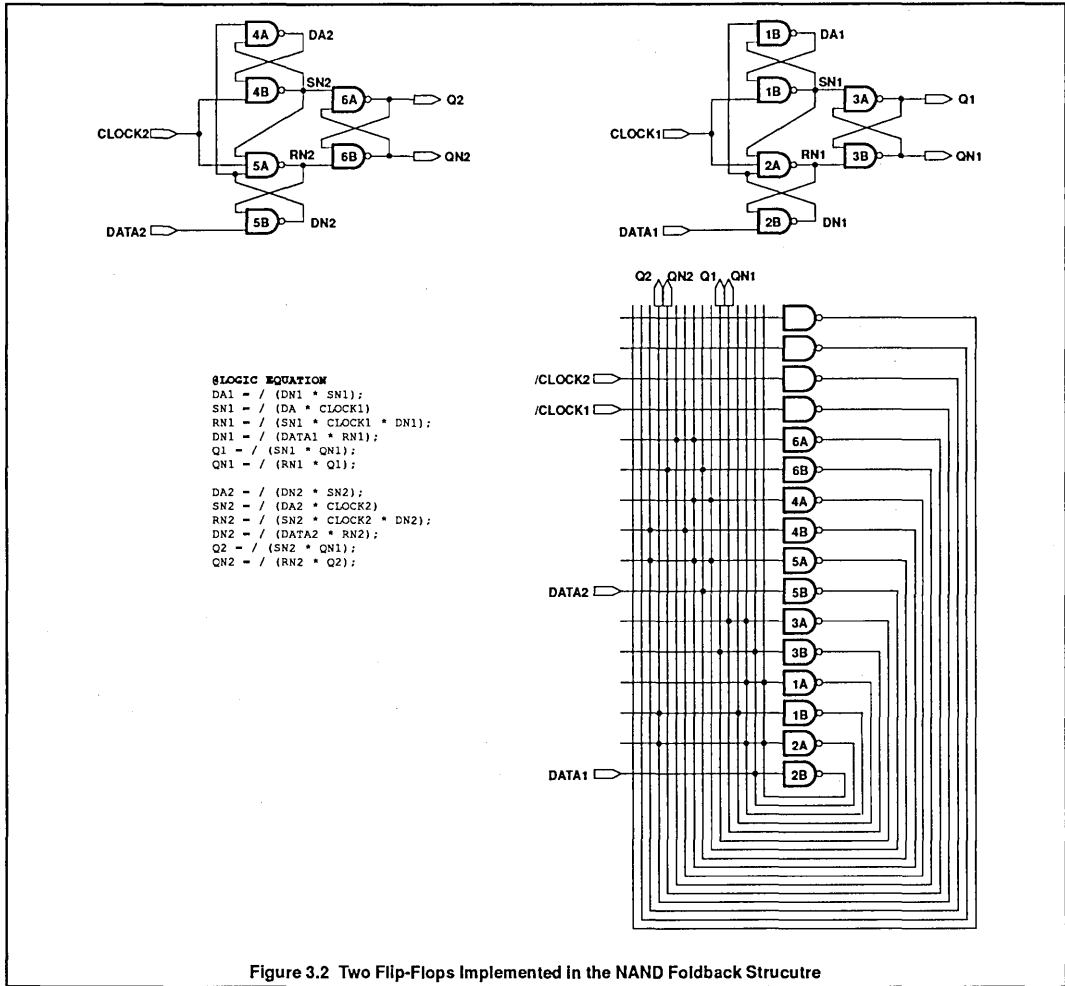 4A DA2
4B SN2
6A Q2
CLOCK2
5A RN2
6B QN2
5B DN2
DATA2
1B DA1
1B SN1
3A Q1
CLOCK1
2A RN1
3B QN1
2B DN1
DATA1
Q2 QN2 Q1 QN1
/CLOCK2
/CLOCK1
6A
6B
4A
4B
5A
DATA2 5B
3A
3B
1A
1B
2A
DATA1 2B
@LOGIC EQUATION
DA1 = / (DN1 * SN1);
SN1 = / (DA * CLOCK1)
RN1 = / (SN1 * CLOCK1 * DN1);
DN1 = / (DATA1 * RN1);
Q1 = / (SN1 * QN1);
QN1 = / (RN1 * Q1);
DA2 = / (DN2 * SN2);
SN2 = / (DA2 * CLOCK2)
RN2 = / (SN2 * CLOCK2 * DN2);
DN2 = / (DATA2 * RN2);
Q2 = / (SN2 * QN1);
QN2 = / (RN2 * Q2);
Figure 3.2 Two Flip-Flops Implemented in the NAND Foldback Strucutre